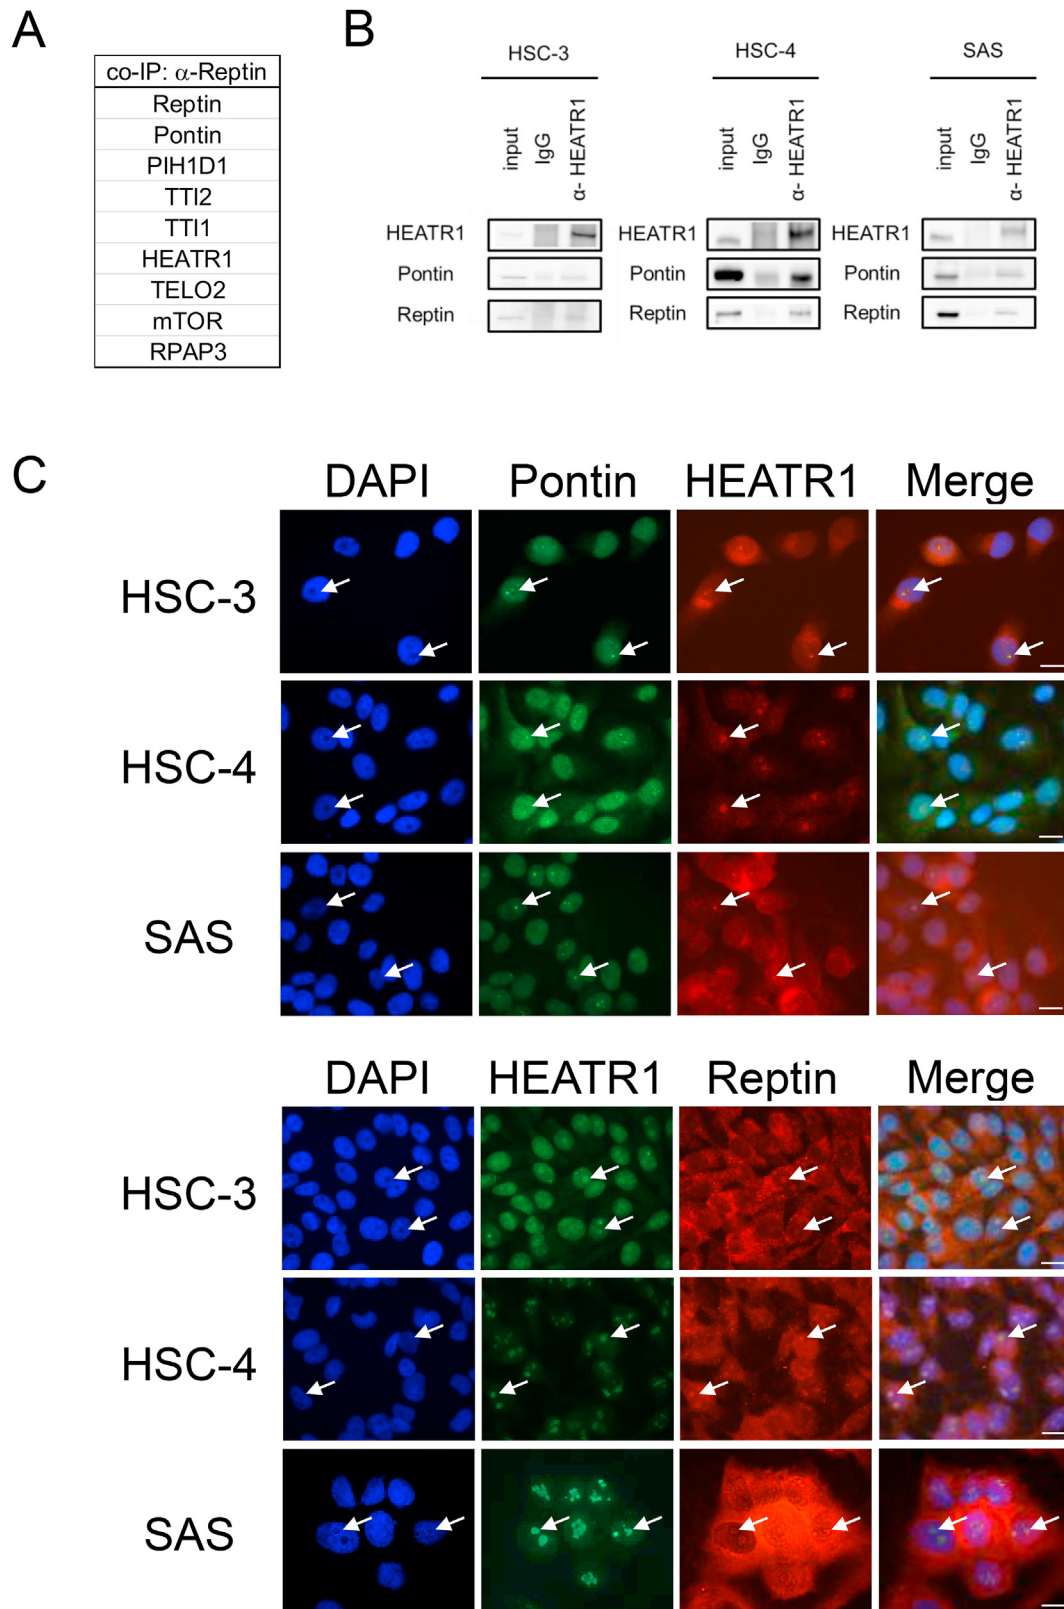 A
co-IP: α-Reptin
Reptin
Pontin
PIH1D1
TTI2
TTI1
HEATR1
TELO2
mTOR
RPAP3
B
HSC-3 HSC-4 SAS
input IgG α- HEATR1 input IgG α- HEATR1 input IgG α- HEATR1
HEATR1 HEATR1 HEATR1
Pontin Pontin Pontin
Reptin Reptin Reptin
C
DAPI Pontin HEATR1 Merge
HSC-3
HSC-4
SAS
DAPI HEATR1 Reptin Merge
HSC-3
HSC-4
SAS